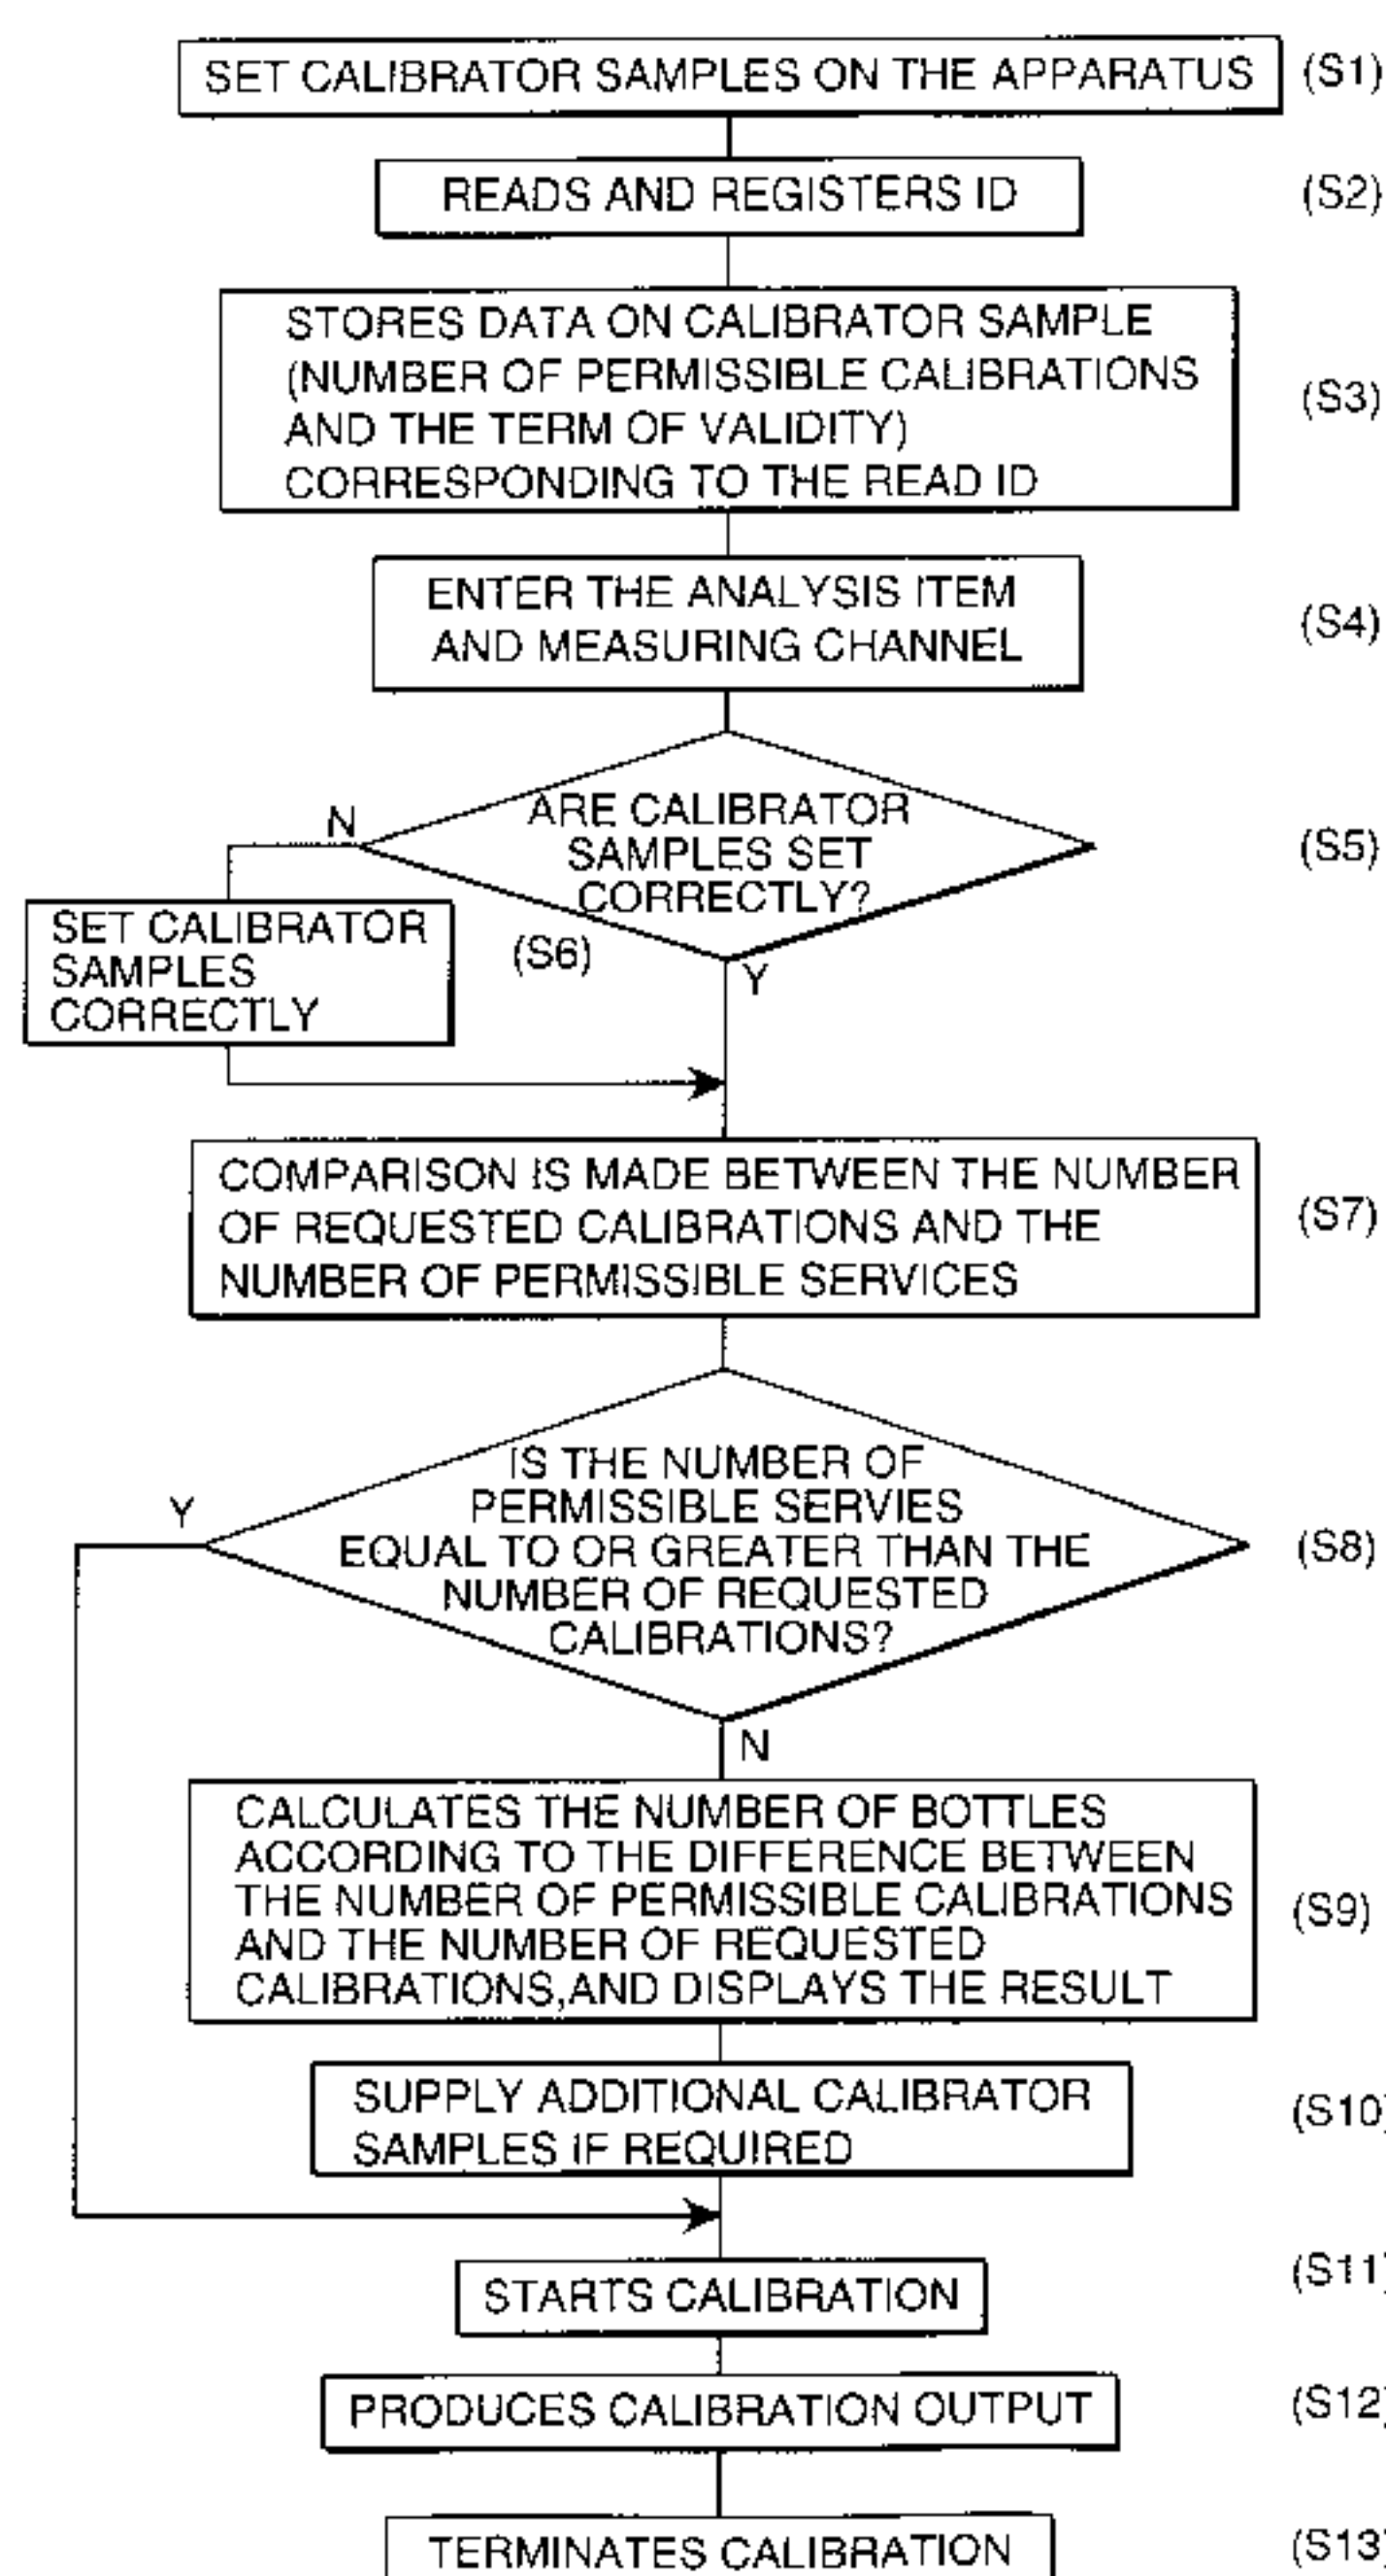 SET CALIBRATOR SAMPLES ON THE APPARATUS (S1)
READS AND REGISTERS ID (S2)
STORES DATA ON CALIBRATOR SAMPLE
(NUMBER OF PERMISSIBLE CALIBRATIONS
AND THE TERM OF VALIDITY)
CORRESPONDING TO THE READ ID
(S3)
ENTER THE ANALYSIS ITEM
AND MEASURING CHANNEL
(S4)
ARE CALIBRATOR
SAMPLES SET
CORRECTLY?
(S5)
N
SET CALIBRATOR
SAMPLES
CORRECTLY
(S6)
Y
COMPARISON IS MADE BETWEEN THE NUMBER
OF REQUESTED CALIBRATIONS AND THE
NUMBER OF PERMISSIBLE SERVICES
(S7)
IS THE NUMBER OF
PERMISSIBLE SERVIES
EQUAL TO OR GREATER THAN THE
NUMBER OF REQUESTED
CALIBRATIONS?
(S8)
Y
N
CALCULATES THE NUMBER OF BOTTLES
ACCORDING TO THE DIFFERENCE BETWEEN
THE NUMBER OF PERMISSIBLE CALIBRATIONS
AND THE NUMBER OF REQUESTED
CALIBRATIONS,AND DISPLAYS THE RESULT
(S9)
SUPPLY ADDITIONAL CALIBRATOR
SAMPLES IF REQUIRED
(S10)
STARTS CALIBRATION (S11)
PRODUCES CALIBRATION OUTPUT (S12)
TERMINATES CALIBRATION (S13)